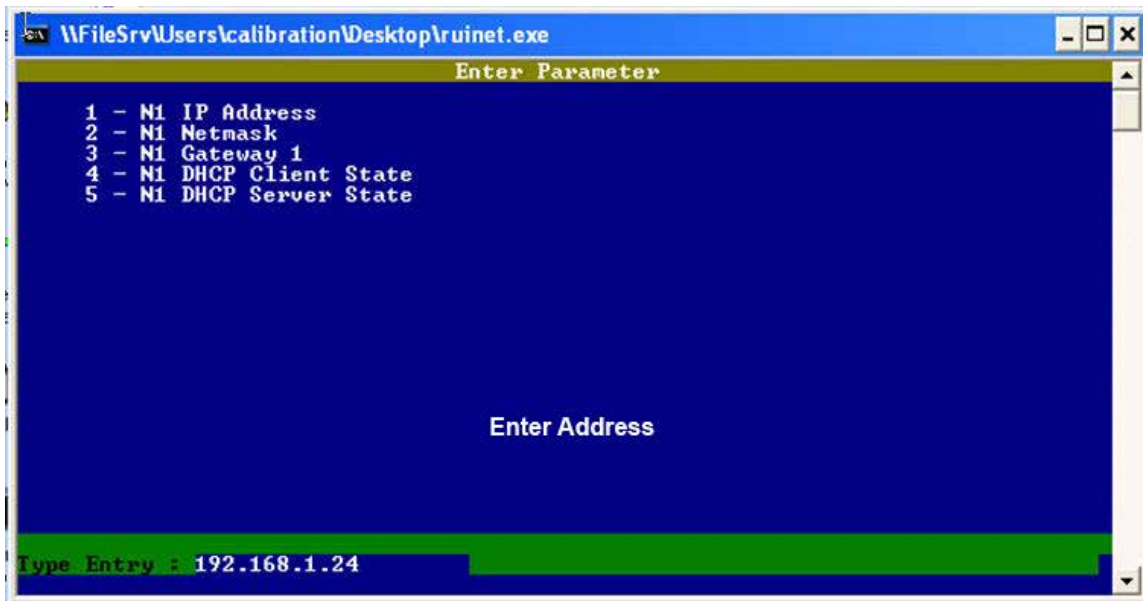 \\FileSrv\Users\calibration\Desktop\ruinet.exe
Enter Parameter
1 - N1 IP Address
2 - N1 Netmask
3 - N1 Gateway 1
4 - N1 DHCP Client State
5 - N1 DHCP Server State
Enter Address
Type Entry : 192.168.1.24